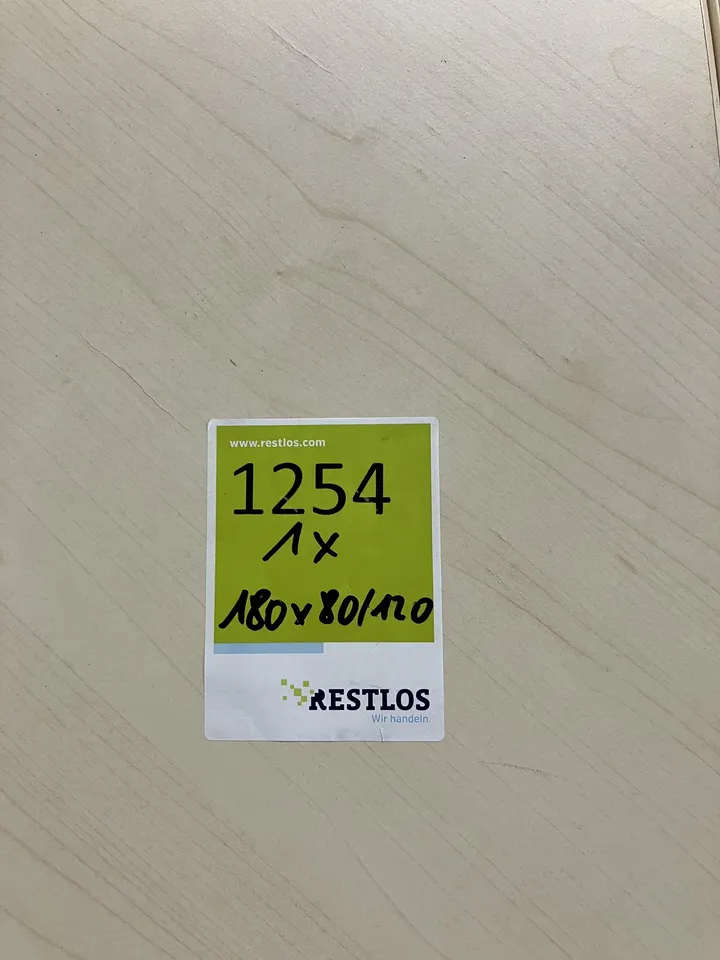 www.restlos.com
1254
1x
180x80/120
RESTLOS
Wir handeln.